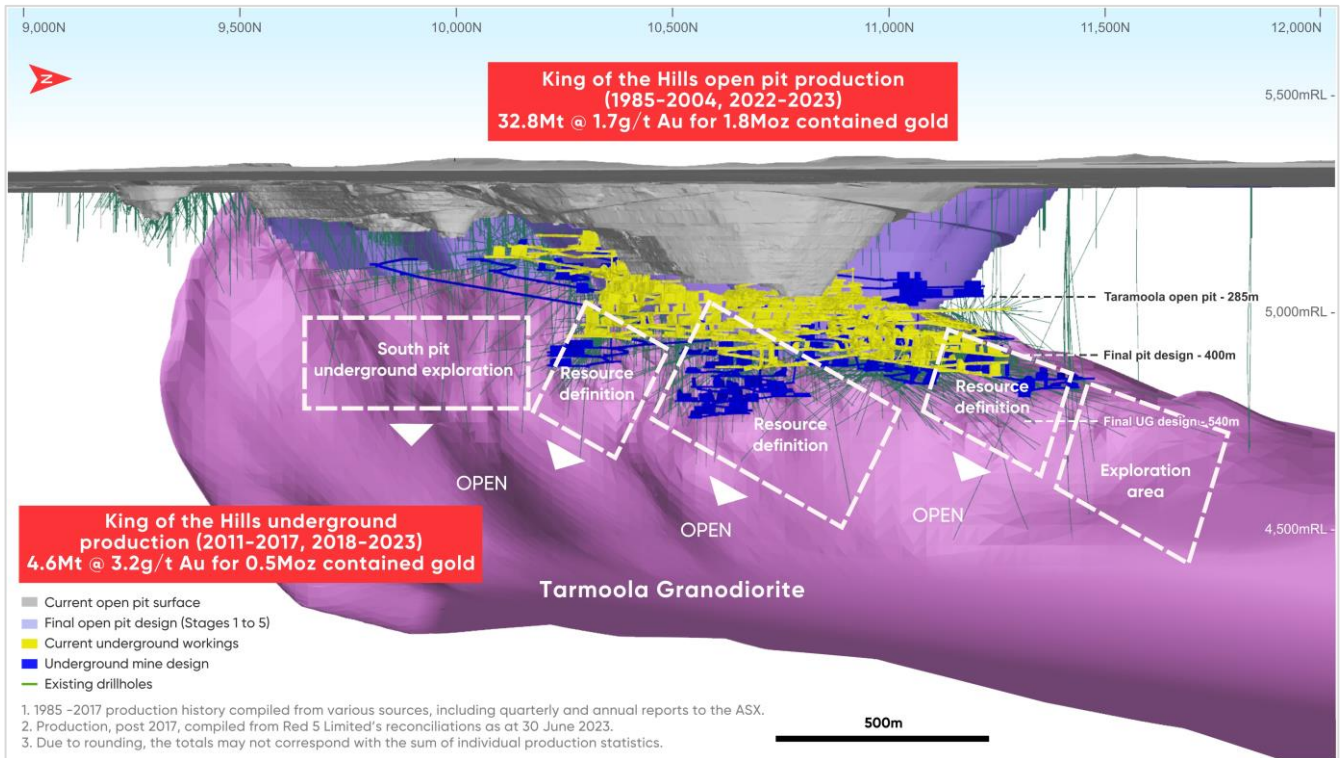 9,000N 9,500N 10,000N 10,500N 11,000N 11,500N 12,000N
N
King of the Hills open pit production
(1985-2004, 2022-2023)
32.8Mt @ 1.7g/t Au for 1.8Moz contained gold
5,500mRL -
Taramoola open pit - 285m
5,000mRL -
Final pit design - 400m
South pit
underground exploration
Resource
definition
Resource
definition
Resource
definition
Final UG design - 540m
Exploration
area
OPEN
OPEN
OPEN
4,500mRL -
King of the Hills underground
production (2011-2017, 2018-2023)
4.6Mt @ 3.2g/t Au for 0.5Moz contained gold
Tarmoola Granodiorite
Current open pit surface
Final open pit design (Stages 1 to 5)
Current underground workings
Underground mine design
Existing drillholes
1. 1985 -2017 production history compiled from various sources, including quarterly and annual reports to the ASX.
2. Production, post 2017, compiled from Red 5 Limited's reconciliations as at 30 June 2023.
3. Due to rounding, the totals may not correspond with the sum of individual production statistics.
500m